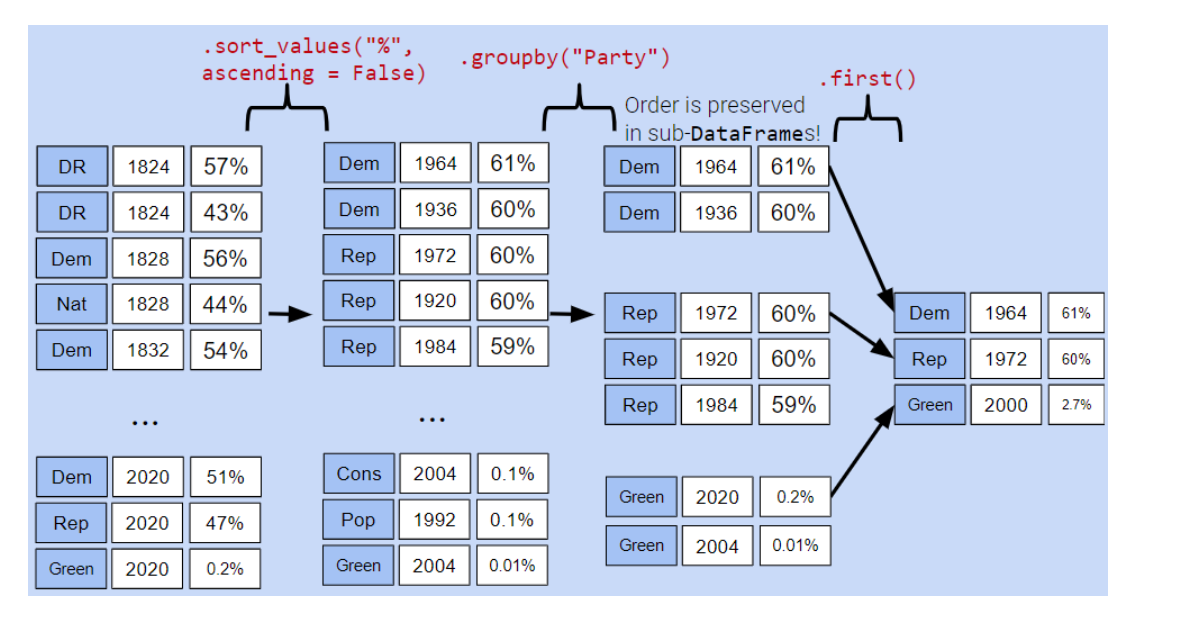 .sort_values("%",
ascending = False)
.groupby("Party")
.first()
Order is preserved
in sub-DataFrames!
DR 1824 57%
DR 1824 43%
Dem 1828 56%
Nat 1828 44%
Dem 1832 54%
...
Dem 2020 51%
Rep 2020 47%
Green 2020 0.2%
Dem 1964 61%
Dem 1936 60%
Rep 1972 60%
Rep 1920 60%
Rep 1984 59%
...
Cons 2004 0.1%
Pop 1992 0.1%
Green 2004 0.01%
Dem 1964 61%
Dem 1936 60%
Rep 1972 60%
Rep 1920 60%
Rep 1984 59%
Green 2020 0.2%
Green 2004 0.01%
Dem 1964 61%
Rep 1972 60%
Green 2000 2.7%